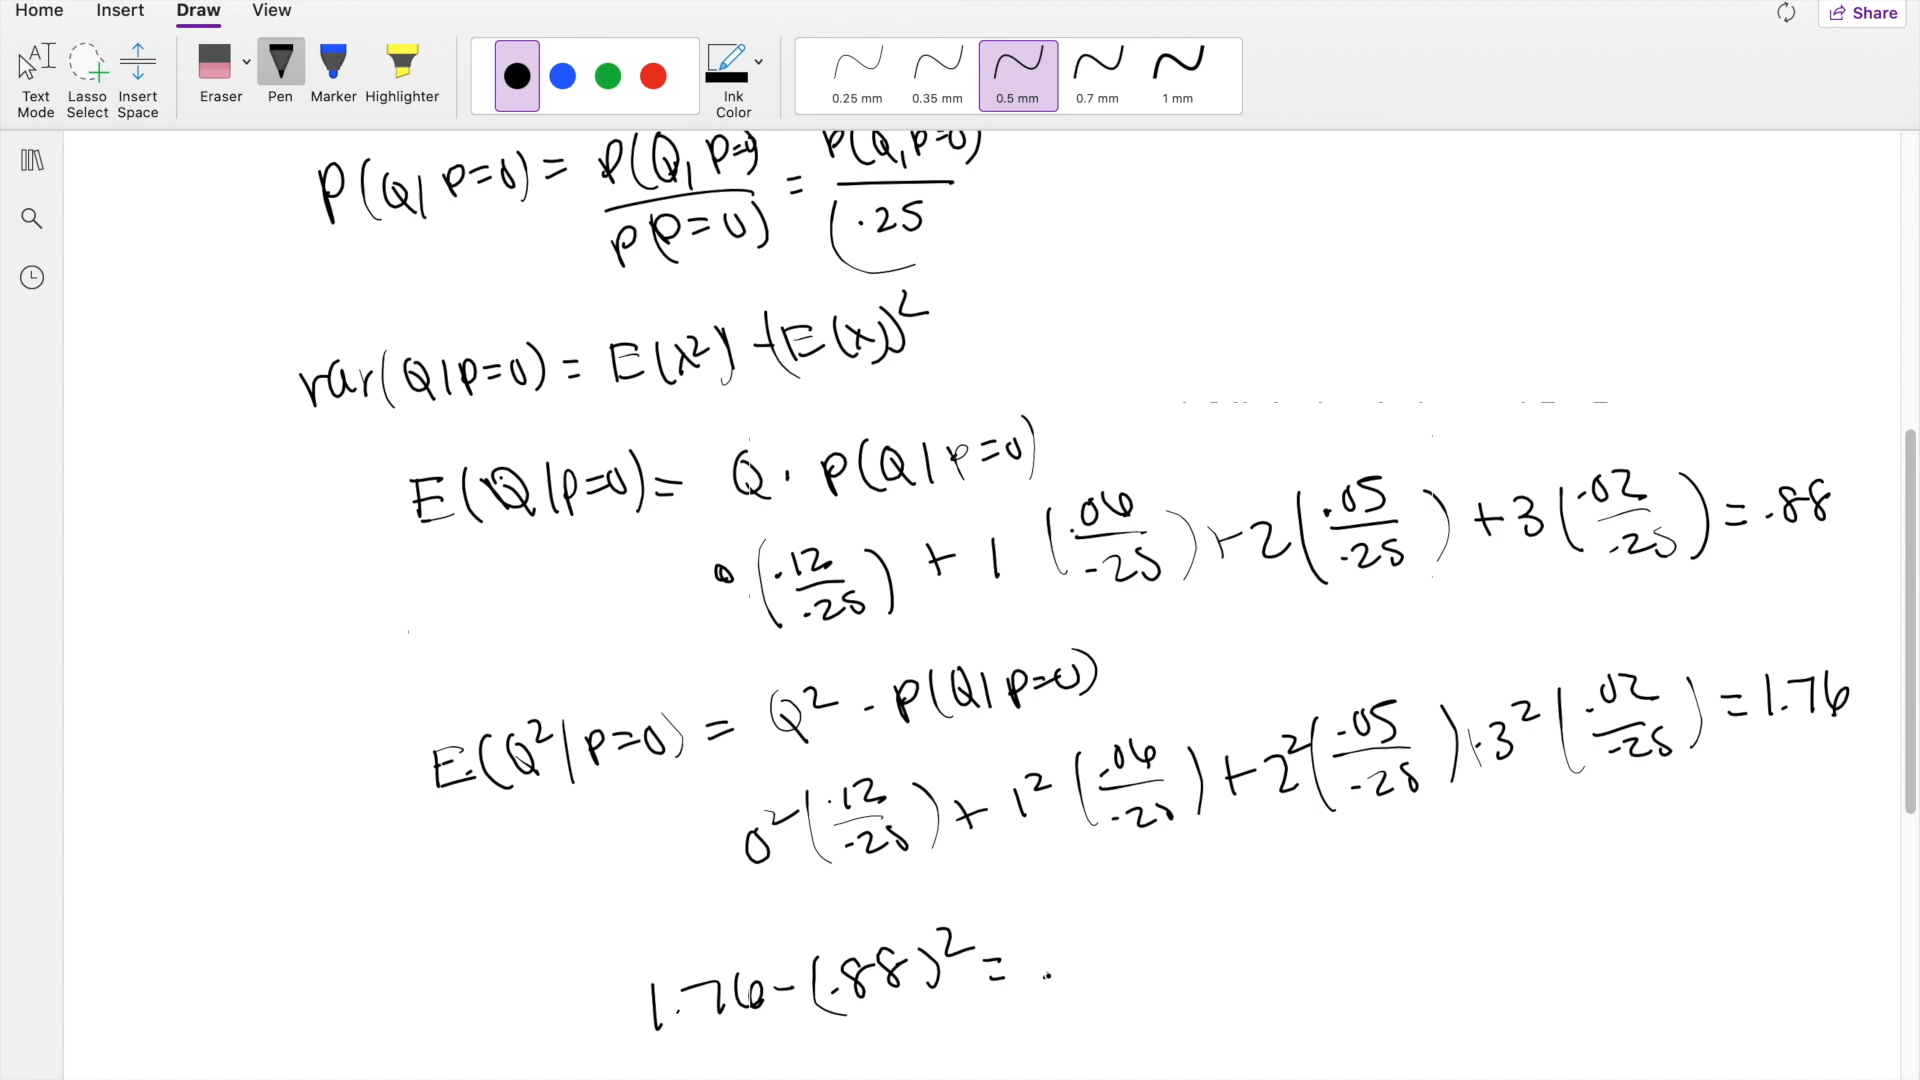 Home Insert Draw View Share
Text Mode Lasso Select Insert Space Eraser Pen Marker Highlighter Ink Color 0.25 mm 0.35 mm 0.5 mm 0.7 mm 1 mm
P(Q|P=0) = P(Q, P=0) / P(P=0) = P(Q, P=0) / .25
var(Q|P=0) = E(x²) - (E(x))²
E(Q|P=0) = Q · P(Q|P=0)
0(.12/.25) + 1(.06/.25) + 2(.05/.25) + 3(.02/.25) = .88
E(Q²|P=0) = Q² · P(Q|P=0)
0²(.12/.25) + 1²(.06/.25) + 2²(.05/.25) + 3²(.02/.25) = 1.76
1.76 - (.88)² = .